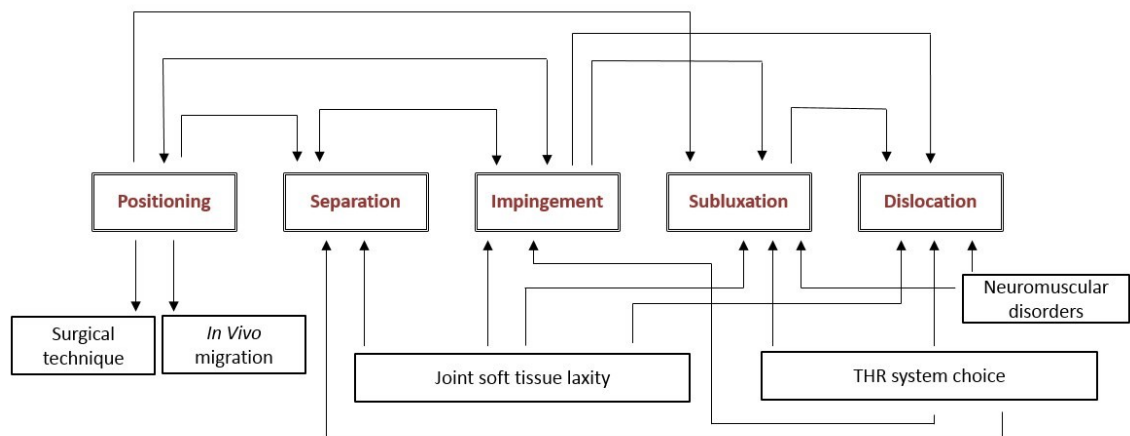 Positioning
Separation
Impingement
Subluxation
Dislocation
Surgical
technique
In Vivo
migration
Joint soft tissue laxity
THR system choice
Neuromuscular
disorders